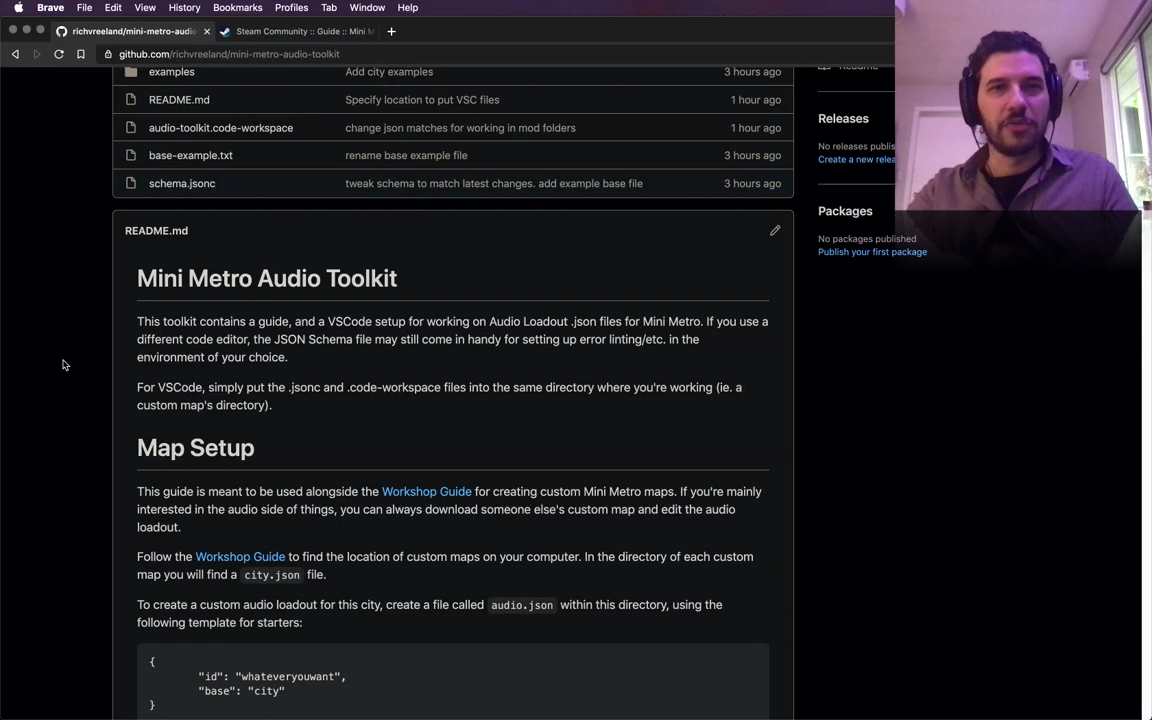 Brave File Edit View History Bookmarks Profiles Tab Window Help
richvreeland/mini-metro-audio Steam Community :: Guide :: Mini M
github.com/richvreeland/mini-metro-audio-toolkit
examples Add city examples 3 hours ago
README.md Specify location to put VSC files 1 hour ago
audio-toolkit.code-workspace change json matches for working in mod folders 1 hour ago
base-example.txt rename base example file 3 hours ago
schema.jsonc tweak schema to match latest changes. add example base file 3 hours ago
Readme
Releases
No releases publis
Create a new relea
Packages
No packages published
Publish your first package
README.md
Mini Metro Audio Toolkit
This toolkit contains a guide, and a VSCode setup for working on Audio Loadout .json files for Mini Metro. If you use a
different code editor, the JSON Schema file may still come in handy for setting up error linting/etc. in the
environment of your choice.
For VSCode, simply put the .jsonc and .code-workspace files into the same directory where you're working (ie. a
custom map's directory).
Map Setup
This guide is meant to be used alongside the Workshop Guide for creating custom Mini Metro maps. If you're mainly
interested in the audio side of things, you can always download someone else's custom map and edit the audio
loadout.
Follow the Workshop Guide to find the location of custom maps on your computer. In the directory of each custom
map you will find a city.json file.
To create a custom audio loadout for this city, create a file called audio.json within this directory, using the
following template for starters:
{
"id": "whateveryouwant",
"base": "city"
}